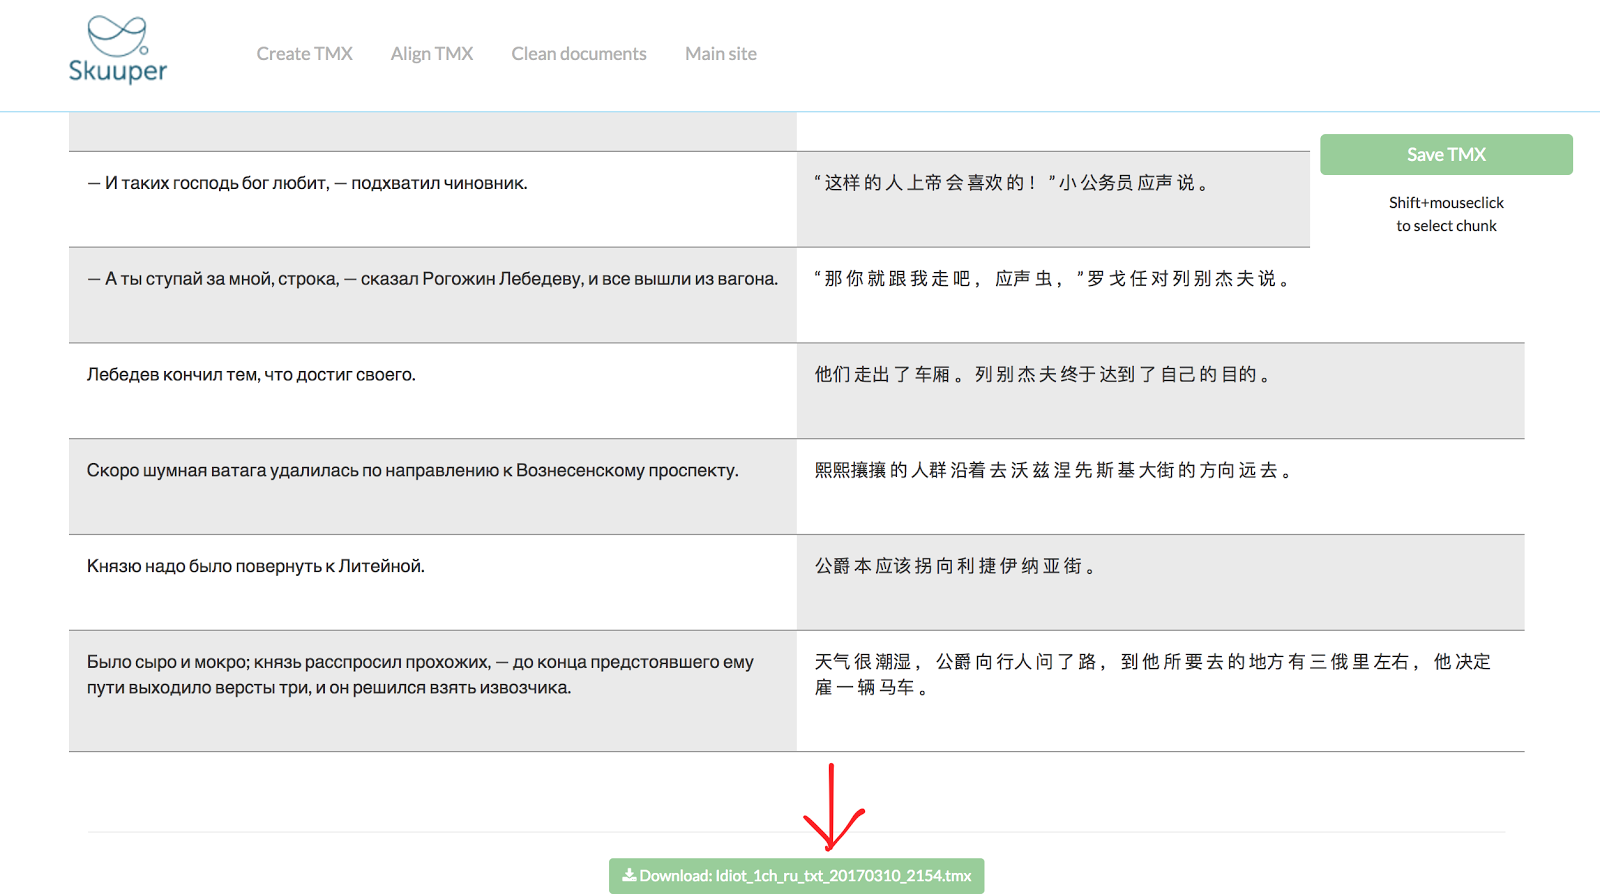 Skuuper
Create TMX
Align TMX
Clean documents
Main site
Save TMX
Shift+mouseclick
to select chunk
— И таких господь бог любит, — подхватил чиновник.
“这样的人上帝会喜欢的！”小公务员应声说。
— А ты ступай за мной, строка, — сказал Рогожин Лебедеву, и все вышли из вагона.
“那你就跟我走吧，应声虫，”罗戈任对列别杰夫说。
Лебедев кончил тем, что достиг своего.
他们走出了车厢。列别杰夫终于达到了自己的目的。
Скоро шумная ватага удалилась по направлению к Вознесенскому проспекту.
熙熙攘攘的人群沿着去沃兹涅先斯基大街的方向远去。
Князю надо было повернуть к Литейной.
公爵本应该拐向利捷伊纳亚街。
Было сыро и мокро; князь расспросил прохожих, — до конца предстоявшего ему
пути выходило версты три, и он решился взять извозчика.
天气很潮湿，公爵向行人问了路，到他所要去的地方有三俄里左右，他决定
雇一辆马车。
Download: Idiot_1ch_ru_txt_20170310_2154.tmx